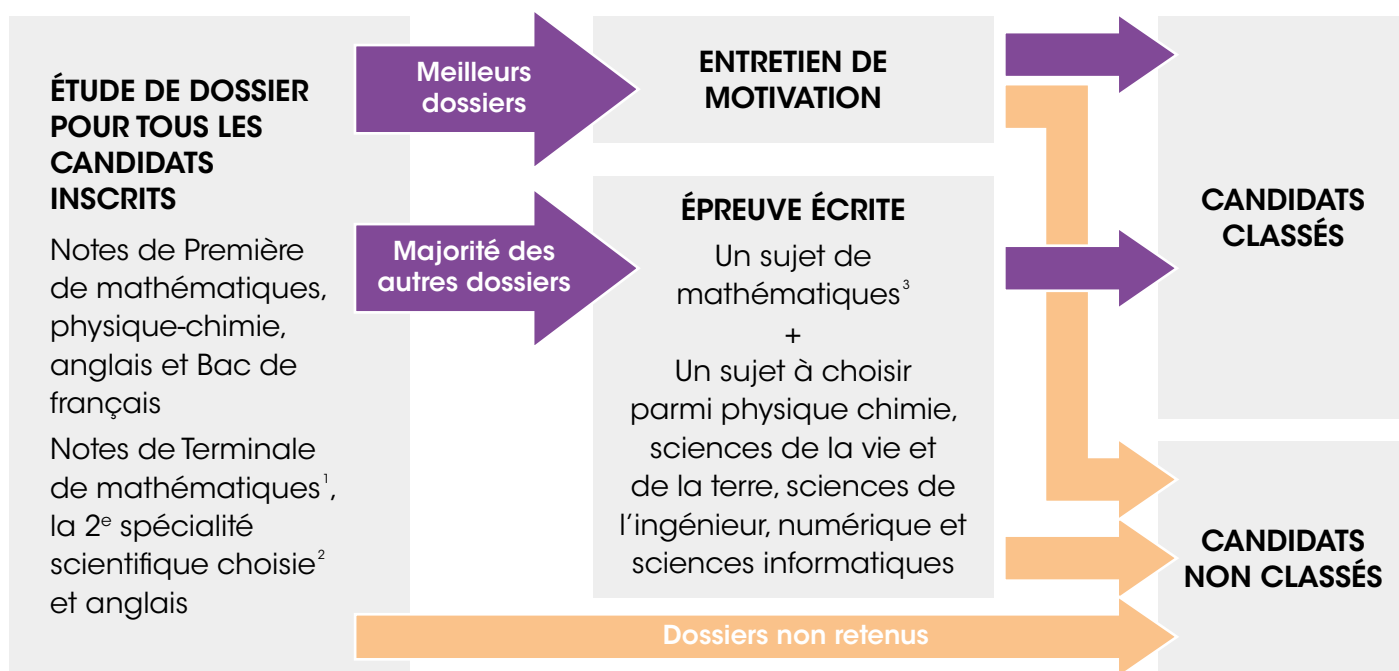 ÉTUDE DE DOSSIER
POUR TOUS LES
CANDIDATS
INSCRITS
Notes de Première
de mathématiques,
physique-chimie,
anglais et Bac de
français
Notes de Terminale
de mathématiques¹,
la 2ᵉ spécialité
scientifique choisie²
et anglais
Meilleurs
dossiers
Majorité des
autres dossiers
ENTRETIEN DE
MOTIVATION
ÉPREUVE ÉCRITE
Un sujet de
mathématiques³
+
Un sujet à choisir
parmi physique chimie,
sciences de la vie et
de la terre, sciences de
l’ingénieur, numérique et
sciences informatiques
Dossiers non retenus
CANDIDATS
CLASSÉS
CANDIDATS
NON CLASSÉS